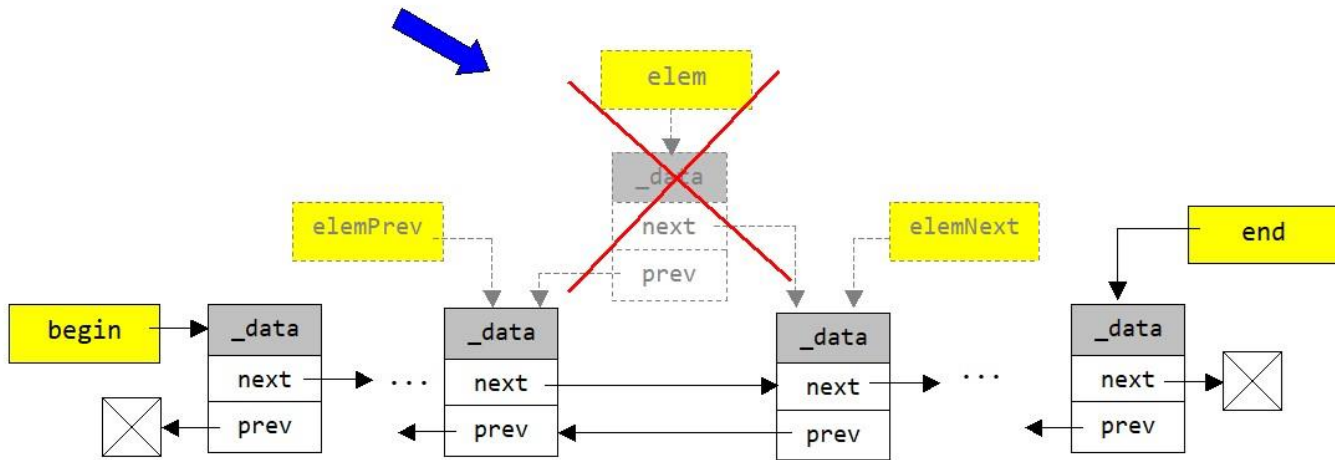 elem
_data
next
prev
elemPrev
elemNext
end
begin
_data
next
prev
...
_data
next
prev
_data
next
prev
...
_data
next
prev